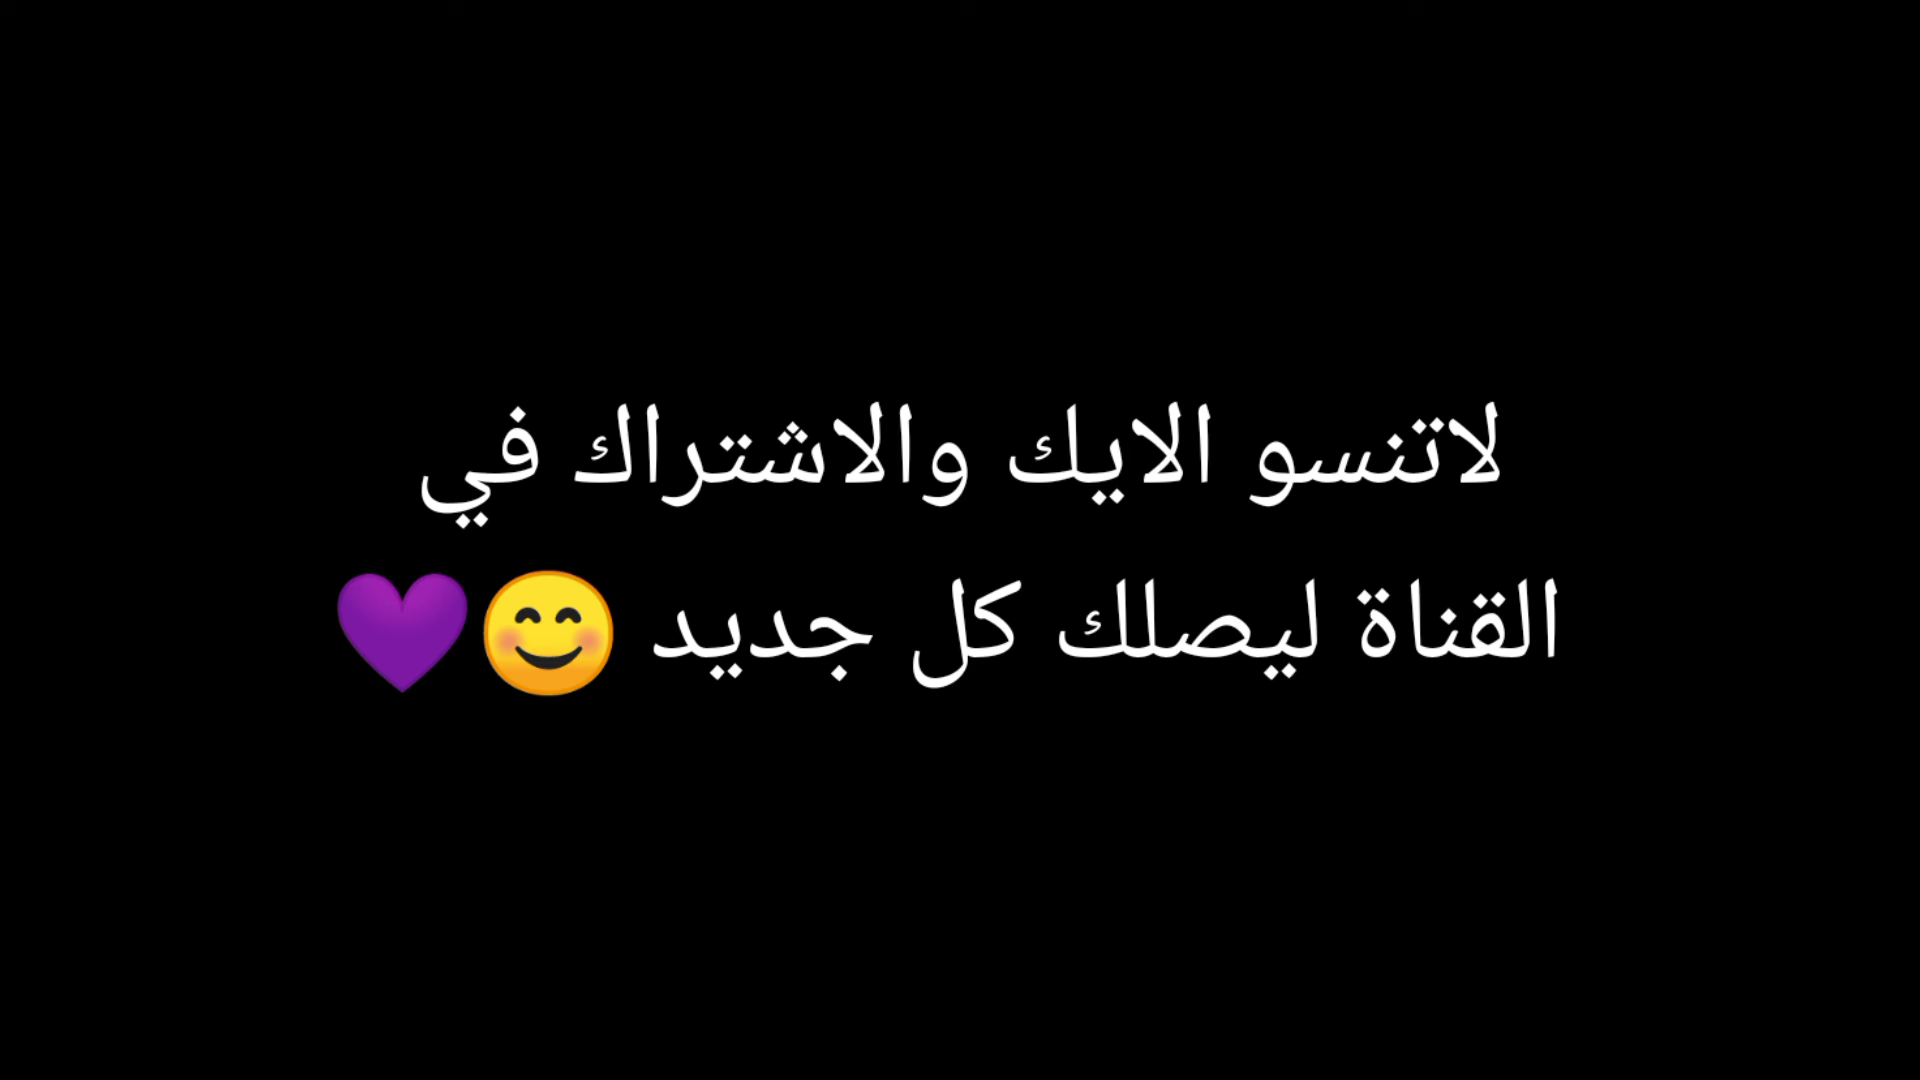 لاتنسو الايك والاشتراك في
القناة ليصلك كل جديد 😊💜